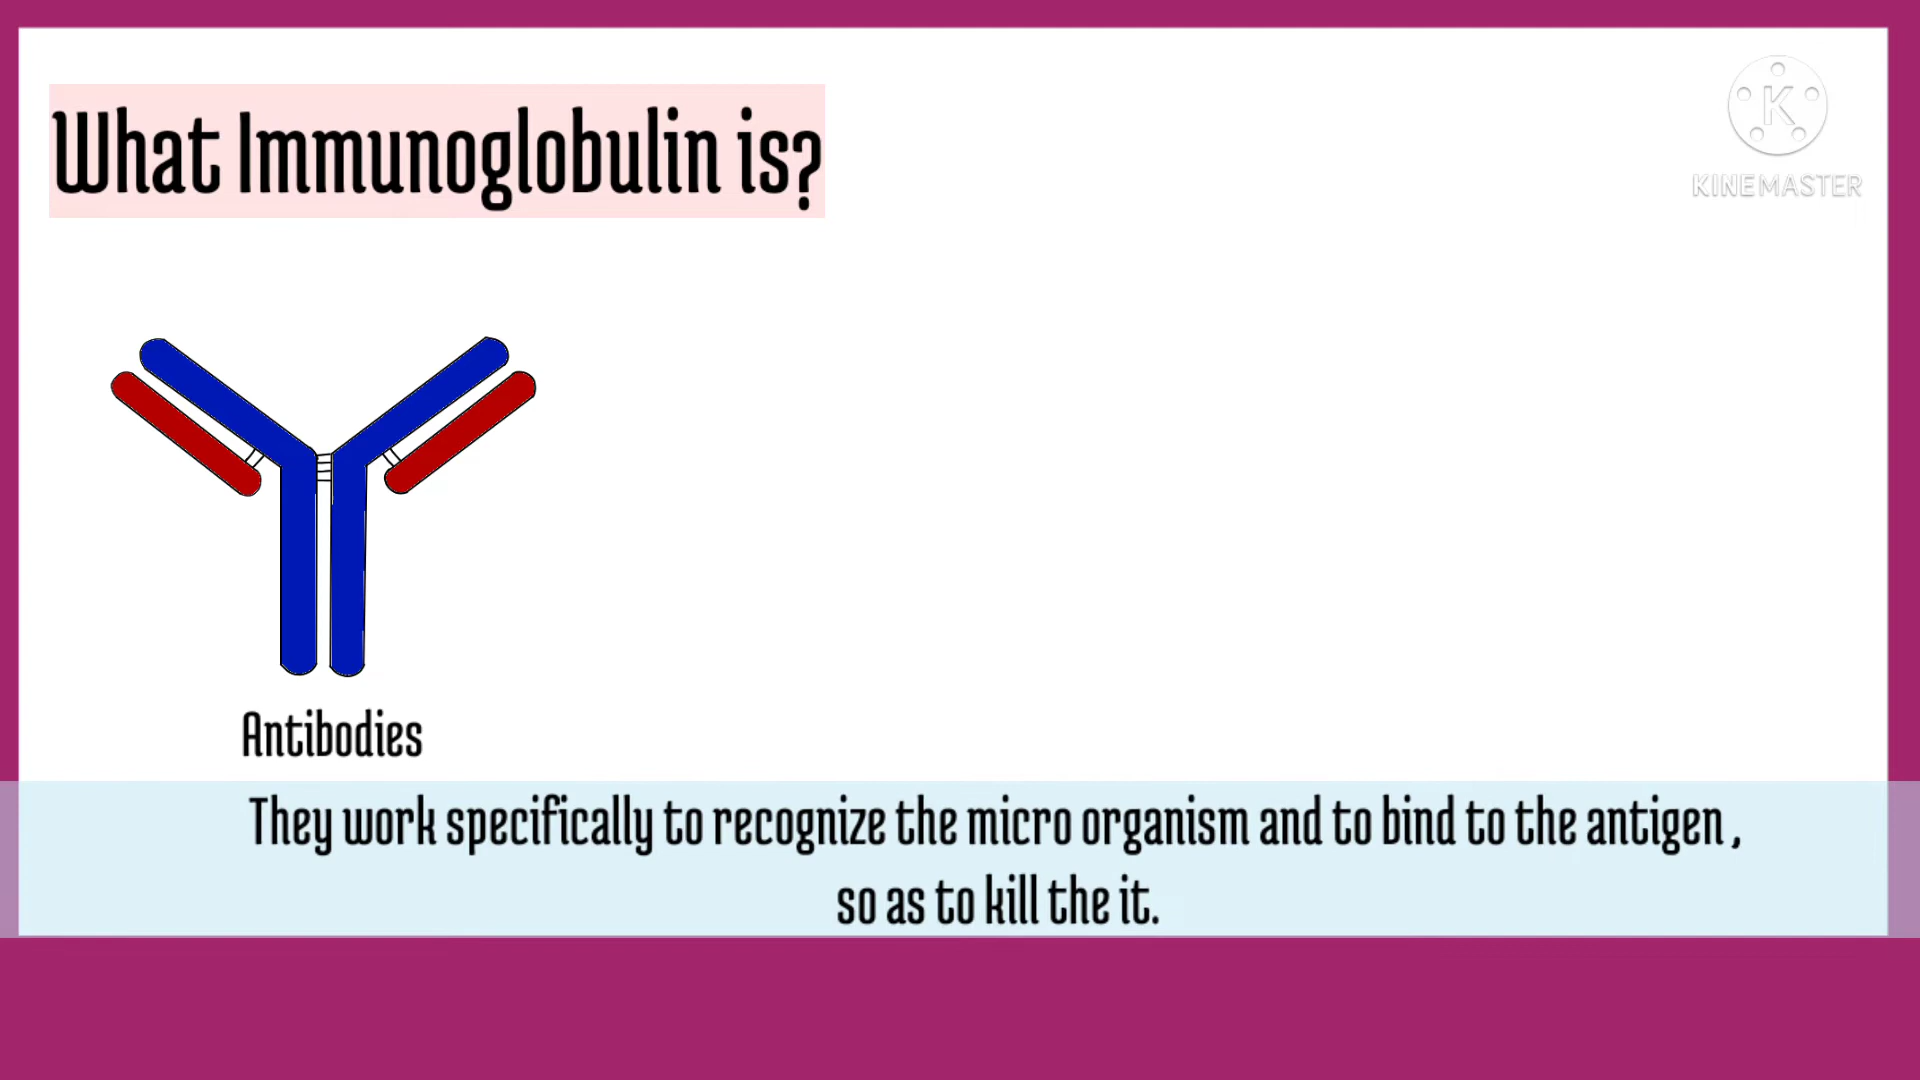 What Immunoglobulin is?
K
KINEMASTER
Antibodies
They work specifically to recognize the micro organism and to bind to the antigen ,
so as to kill the it.